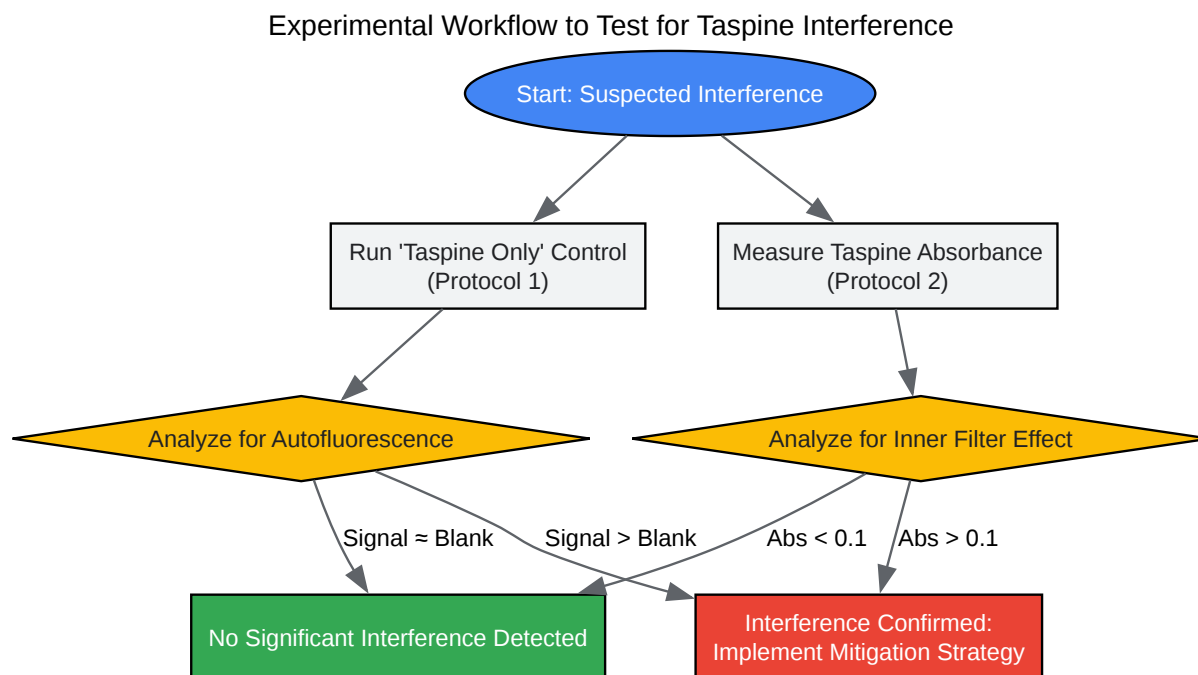 Experimental Workflow to Test for Taspine Interference
Start: Suspected Interference
Run 'Taspine Only' Control
(Protocol 1)
Measure Taspine Absorbance
(Protocol 2)
Analyze for Autofluorescence
Analyze for Inner Filter Effect
Signal ≈ Blank
Signal > Blank
Abs < 0.1
Abs > 0.1
No Significant Interference Detected
Interference Confirmed:
Implement Mitigation Strategy